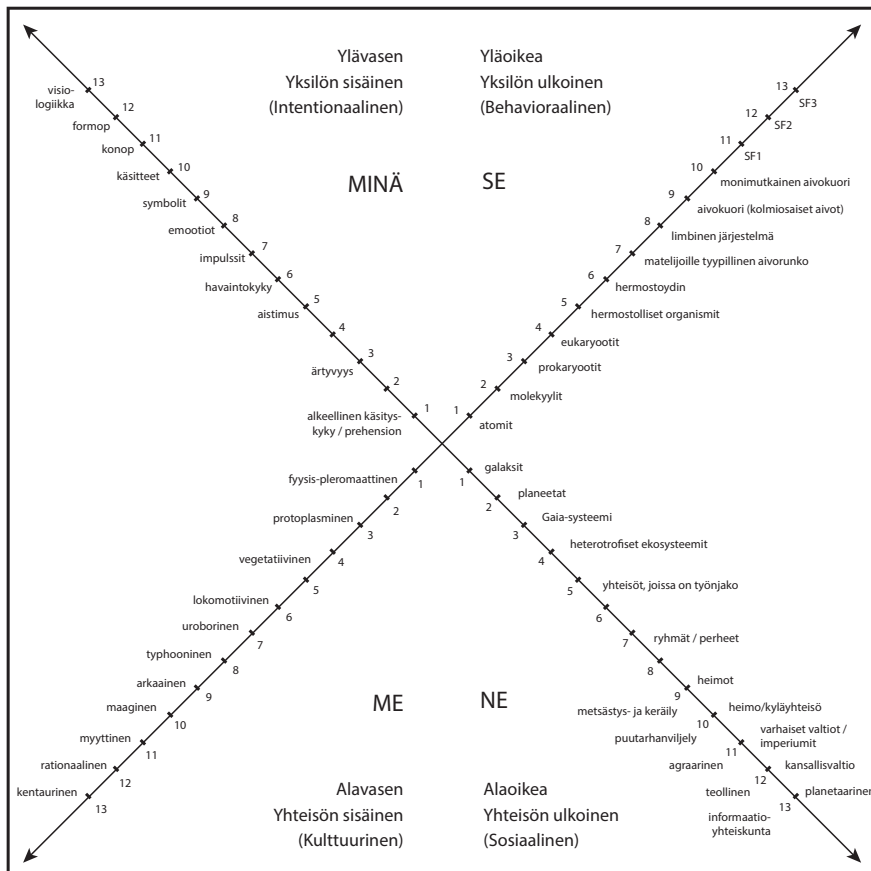 Ylävasen
Yksilön sisäinen
(Intentionaalinen)
Yläoikea
Yksilön ulkoinen
(Behavioraalinen)
MINÄ
SE
13
visio-
logiikka
12
formop
11
konop
10
käsitteet
9
symbolit
8
emootiot
7
impulssit
6
havaintokyky
5
aistimus
4
3
ärtyvyys
2
1
alkeellinen käsitys-
kyky / prehension
13
SF3
12
SF2
11
SF1
10
monimutkainen aivokuori
9
aivokuori (kolmiosaiset aivot)
8
limbinen järjestelmä
7
matelijoille tyypillinen aivorunko
6
hermostoydin
5
hermostolliset organismit
4
eukaryootit
3
prokaryootit
2
molekyylit
1
atomit
fyysis-pleromaattinen
1
2
protoplasminen
3
vegetatiivinen
4
5
lokomotiivinen
6
uroborinen
7
typhooninen
8
arkaainen
9
maaginen
10
myyttinen
11
rationaalinen
12
kentaurinen
13
galaksit
1
planeetat
2
Gaia-systeemi
3
heterotrofiset ekosysteemit
4
yhteisöt, joissa on työnjako
5
6
ryhmät / perheet
7
8
heimot
9
metsästys- ja keräily
heimo/kyläyhteisö
10
puutarhanviljely
varhaiset valtiot /
imperiumit
11
agraarinen
kansallisvaltio
12
teollinen
planetaarinen
13
informaatio-
yhteiskunta
ME
NE
Alavasen
Yhteisön sisäinen
(Kulttuurinen)
Alaoikea
Yhteisön ulkoinen
(Sosiaalinen)